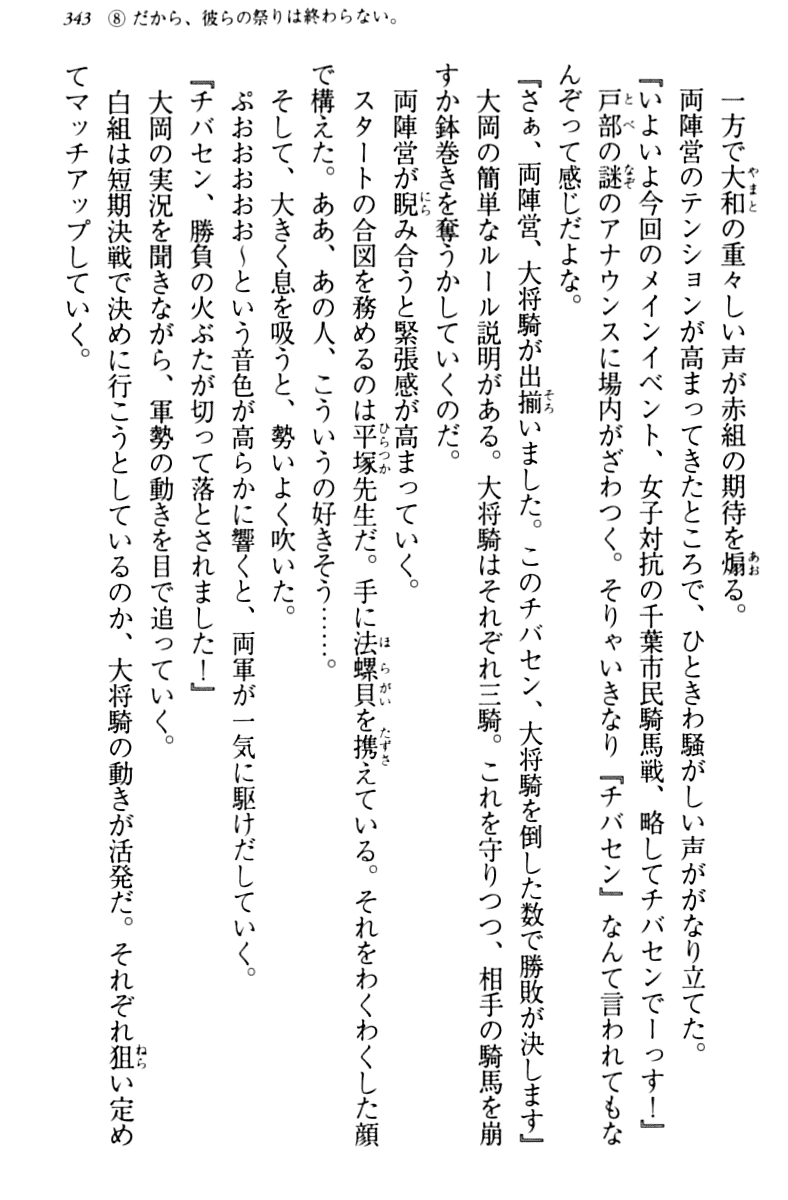 343 ⑧ だから、彼らの祭りは終わらない。
一方で大和の重々しい声が赤組の期待を煽る。
両陣営のテンションが高まってきたところで、ひときわ騒がしい声ががなり立てた。
『いよいよ今回のメインイベント、女子対抗の千葉市民騎馬戦、略してチバセンでーっす！』
戸部の謎のアナウンスに場内がざわつく。そりゃいきなり『チバセン』なんて言われてもな
んぞって感じだよな。
『さぁ、両陣営、大将騎が出揃いました。このチバセン、大将騎を倒した数で勝敗が決します』
大岡の簡単なルール説明がある。大将騎はそれぞれ三騎。これを守りつつ、相手の騎馬を崩
すか鉢巻きを奪うかしていくのだ。
両陣営が睨み合うと緊張感が高まっていく。
スタートの合図を務めるのは平塚先生だ。手に法螺貝を携えている。それをわくわくした顔
で構えた。ああ、あの人、こういうの好きそう……。
そして、大きく息を吸うと、勢いよく吹いた。
ぷおおおおお～という音色が高らかに響くと、両軍が一気に駆けだしていく。
『チバセン、勝負の火ぶたが切って落とされました！』
大岡の実況を聞きながら、軍勢の動きを目で追っていく。
白組は短期決戦で決めに行こうとしているのか、大将騎の動きが活発だ。それぞれ狙い定め
てマッチアップしていく。